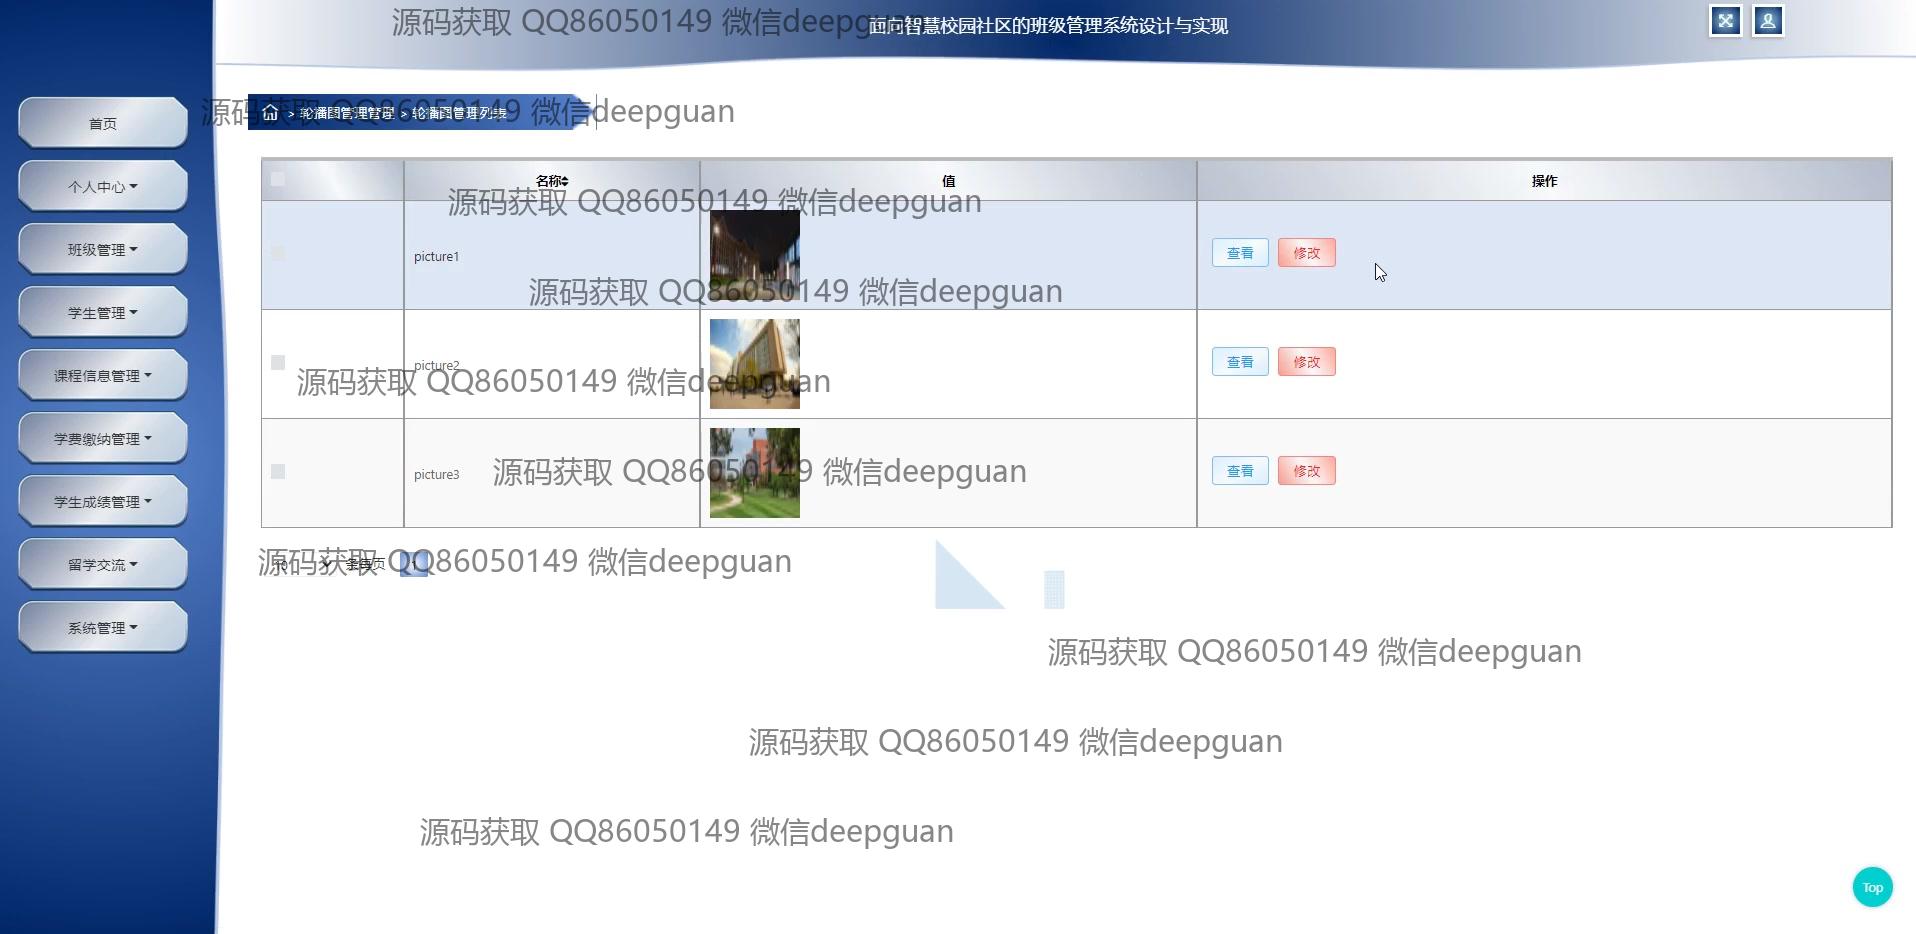 源码获取 QQ86050149 微信deepguan
面向智慧校园社区的班级管理系统设计与实现
首页
源码获取 QQ86050149 微信deepguan
> 轮播图管理管理 > 轮播图管理列表
个人中心
班级管理
学生管理
课程信息管理
学费缴纳管理
学生成绩管理
留学交流
系统管理
名称 值 操作
源码获取 QQ86050149 微信deepguan
picture1 查看 修改
源码获取 QQ86050149 微信deepguan
picture2 查看 修改
源码获取 QQ86050149 微信deepguan
picture3 查看 修改
源码获取 QQ86050149 微信deepguan
10 条每页 1
源码获取 QQ86050149 微信deepguan
源码获取 QQ86050149 微信deepguan
源码获取 QQ86050149 微信deepguan
源码获取 QQ86050149 微信deepguan
Top